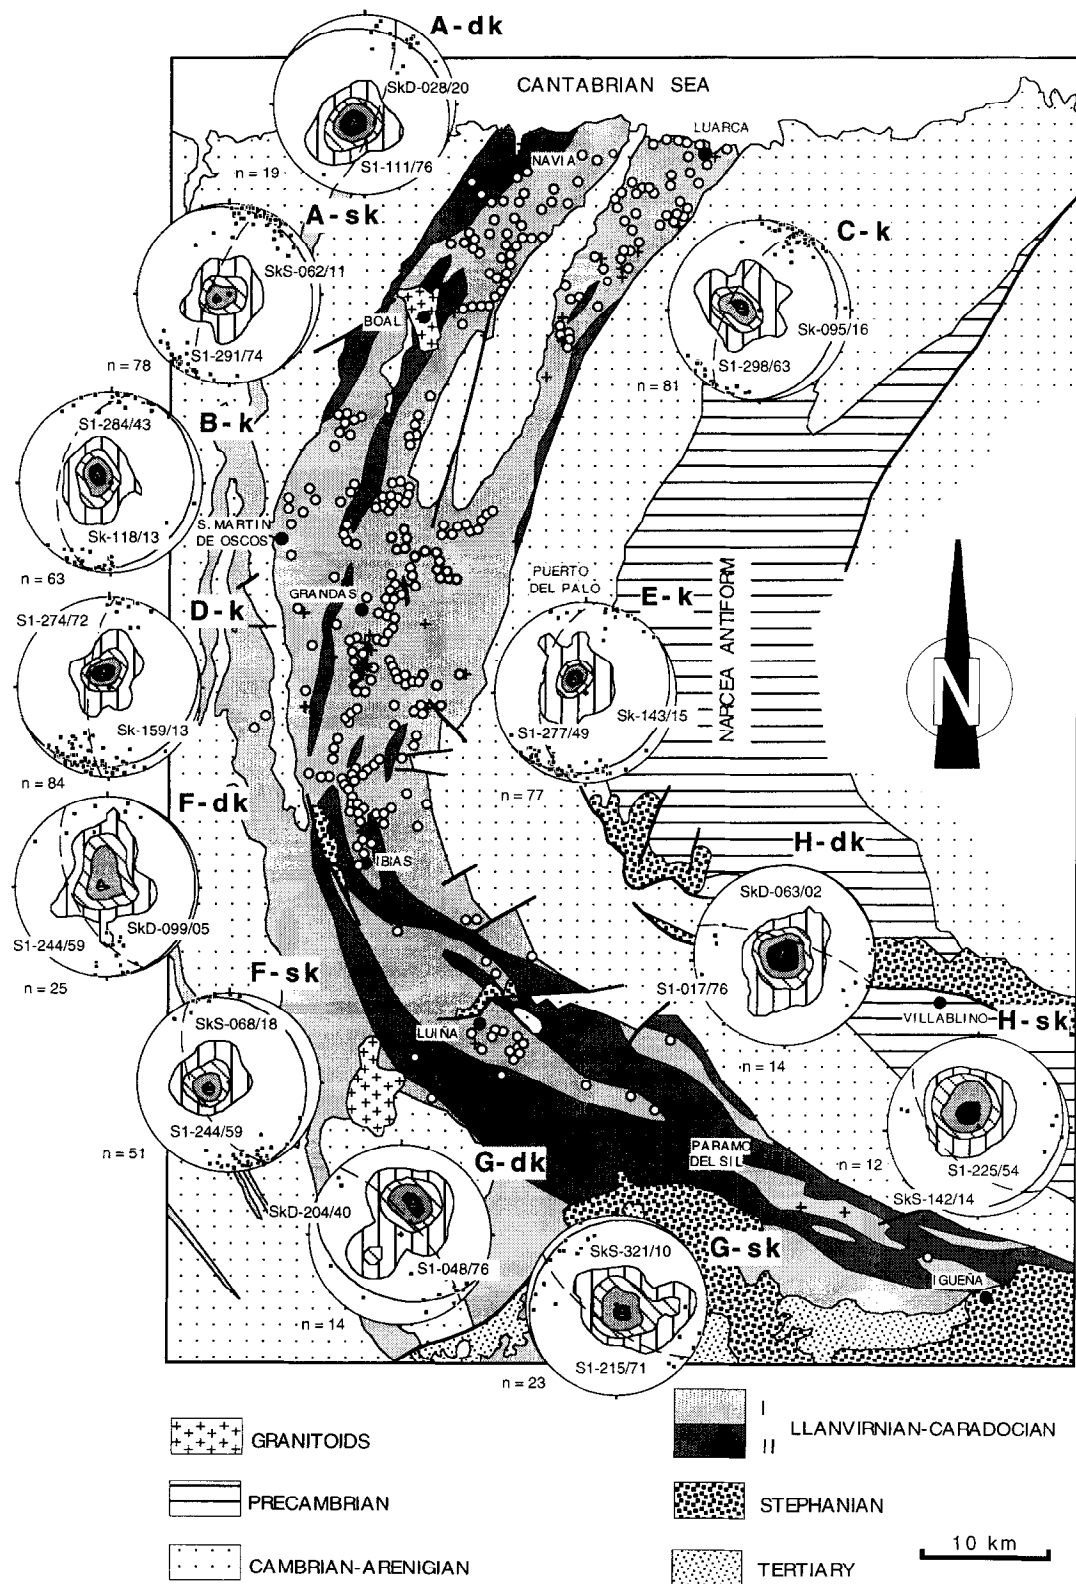 A-dk
CANTABRIAN SEA
SkD-028/20
LUARCA
NAVIA
S1-111/76
n = 19
A-sk
C-k
SkS-062/11
BOAL
Sk-095/16
S1-291/74
S1-298/63
n = 78
n = 81
B-k
S1-284/43
S. MARTIN
DE OSCOS
Sk-118/13
PUERTO
DEL PALO
n = 63
GRANDAS
E-k
D-k
S1-274/72
NARCEA ANTIFORM
N
Sk-143/15
Sk-159/13
S1-277/49
n = 84
n = 77
F-dk
H-dk
IBIAS
SkD-063/02
S1-244/59
SkD-099/05
n = 25
F-sk
S1-017/76
SkS-068/18
LUIÑA
VILLABLINO
H-sk
n = 14
S1-244/59
n = 51
PARAMO
DEL SIL
G-dk
n = 12
S1-225/54
SkS-142/14
SkD-204/40
G-sk
SkS-321/10
S1-048/76
IGUEÑA
n = 14
S1-215/71
n = 23
I
II
LLANVIRNIAN-CARADOCIAN
GRANITOIDS
PRECAMBRIAN
STEPHANIAN
10 km
CAMBRIAN-ARENIGIAN
TERTIARY